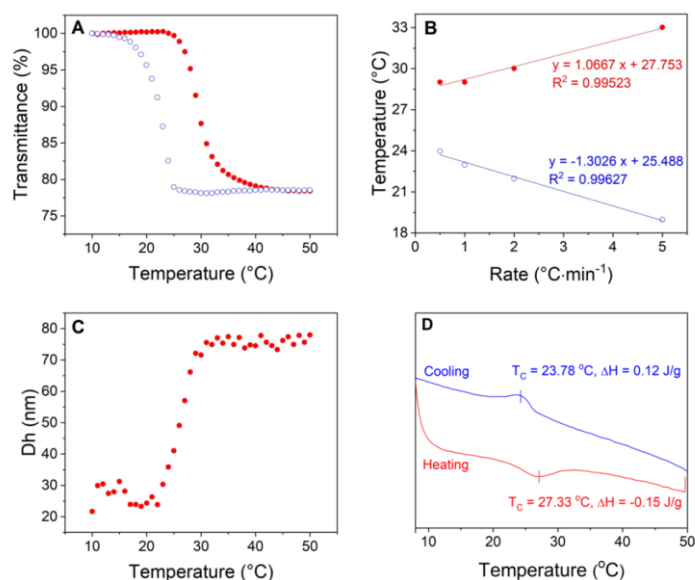 A
Transmittance (%)
100
95
90
85
80
75
10 20 30 40 50
Temperature (°C)
B
Temperature (°C)
33
30
27
24
21
18
y = 1.0667 x + 27.753
R² = 0.99523
y = -1.3026 x + 25.488
R² = 0.99627
0 1 2 3 4 5
Rate (°C·min⁻¹)
C
Dh (nm)
80
70
60
50
40
30
20
10 20 30 40 50
Temperature (°C)
D
Cooling
T_C = 23.78 °C, ΔH = 0.12 J/g
Heating
T_C = 27.33 °C, ΔH = -0.15 J/g
10 20 30 40 50
Temperature (°C)